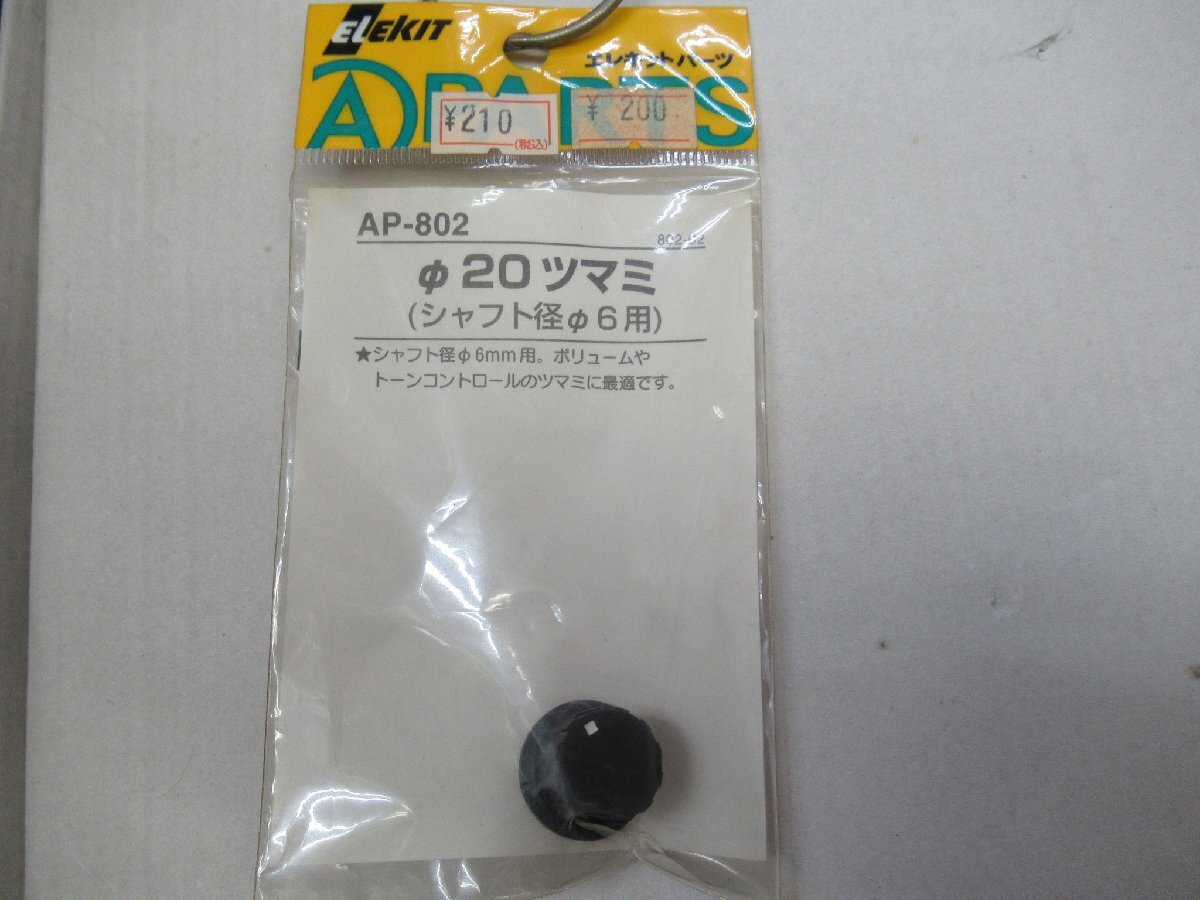 ELEKIT
エレキットパーツ
A PARTS
¥210
(税込)
¥ 200
AP-802
802-02
φ20ツマミ
(シャフト径φ6用)
★シャフト径φ6mm用。ボリュームや
トーンコントロールのツマミに最適です。